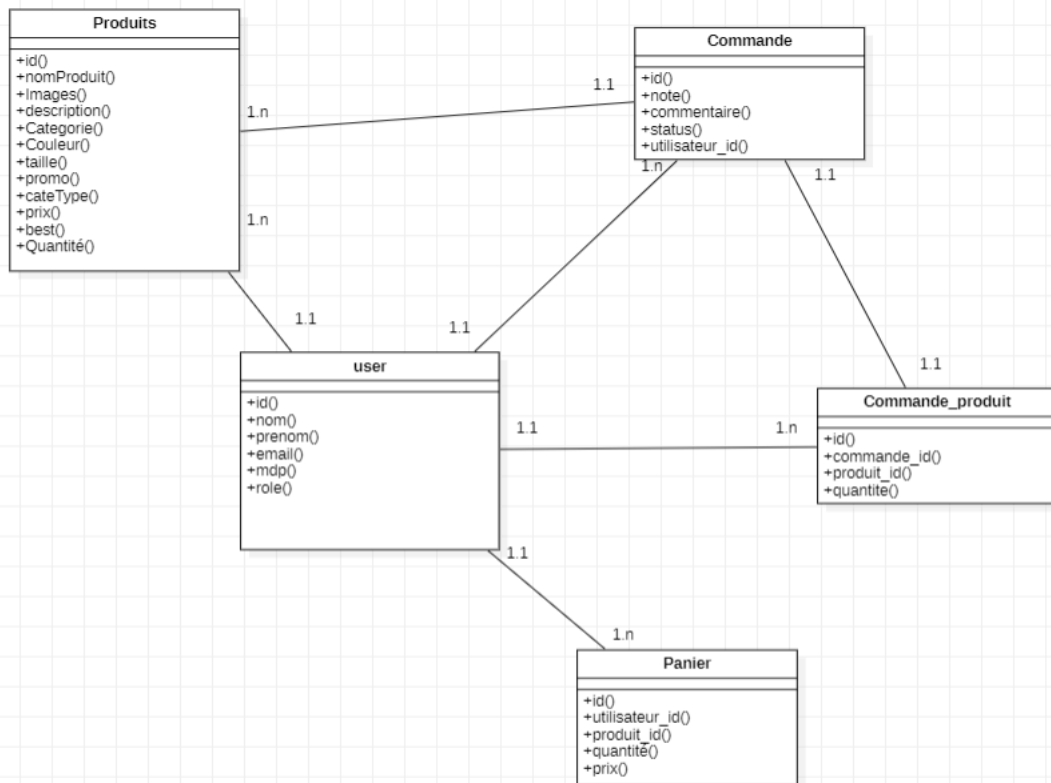 Produits
+id()
+nomProduit()
+Images()
+description()
+Categorie()
+Couleur()
+taille()
+promo()
+cateType()
+prix()
+best()
+Quantité()
1.n
1.n
1.1
Commande
+id()
+note()
+commentaire()
+status()
+utilisateur_id()
1.n
1.1
1.1
1.1
user
+id()
+nom()
+prenom()
+email()
+mdp()
+role()
1.1
1.n
1.1
Commande_produit
+id()
+commande_id()
+produit_id()
+quantite()
1.1
1.n
Panier
+id()
+utilisateur_id()
+produit_id()
+quantité()
+prix()